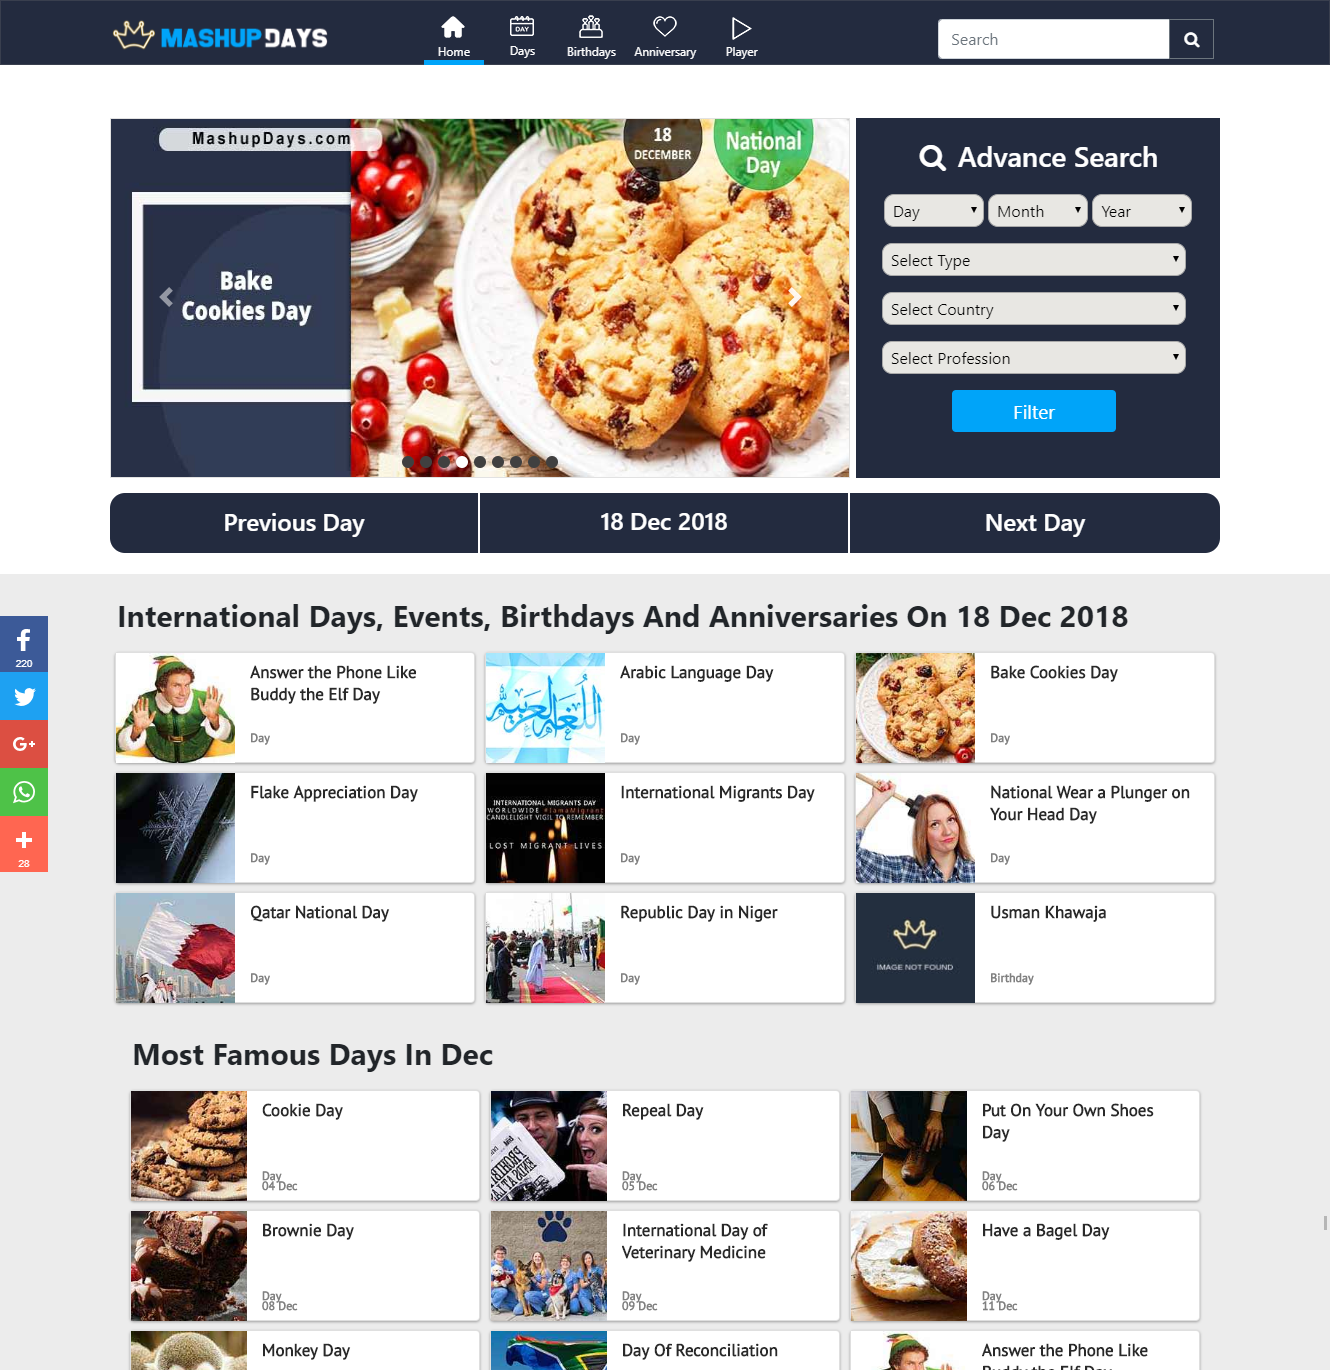 MASHUPDAYS
Home
Days
DAY
Birthdays
Anniversary
Player
Search
MashupDays.com
Bake
Cookies Day
18
DECEMBER
National
Day
Advance Search
Day
Month
Year
Select Type
Select Country
Select Profession
Filter
Previous Day
18 Dec 2018
Next Day
International Days, Events, Birthdays And Anniversaries On 18 Dec 2018
220
G+
28
Answer the Phone Like
Buddy the Elf Day
Day
اللغة العربية
Arabic Language Day
Day
Bake Cookies Day
Day
Flake Appreciation Day
Day
INTERNATIONAL MIGRANTS DAY
WORLDWIDE #IamaMigrant
CANDLELIGHT VIGIL TO REMEMBER
LOST MIGRANT LIVES
International Migrants Day
Day
National Wear a Plunger on
Your Head Day
Day
Qatar National Day
Day
Republic Day in Niger
Day
IMAGE NOT FOUND
Usman Khawaja
Birthday
Most Famous Days In Dec
Cookie Day
Day
04 Dec
Repeal Day
Day
05 Dec
Put On Your Own Shoes
Day
Day
06 Dec
Brownie Day
Day
08 Dec
International Day of
Veterinary Medicine
Day
09 Dec
Have a Bagel Day
Day
11 Dec
Monkey Day
Day Of Reconciliation
Answer the Phone Like
Buddy the Elf Day